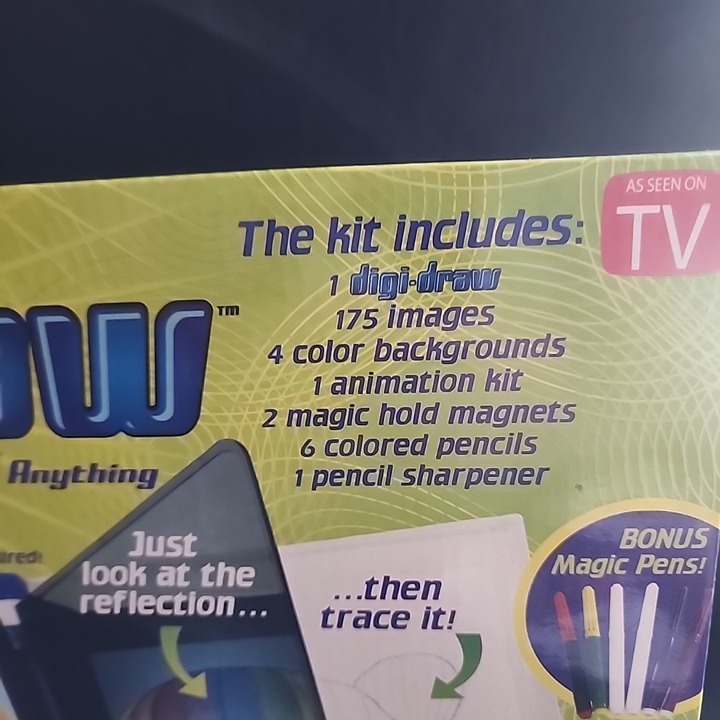 AS SEEN ON
TV
The kit includes:
1 digi·draw
175 images
4 color backgrounds
1 animation kit
2 magic hold magnets
6 colored pencils
1 pencil sharpener
aw™
Anything
Just
look at the
reflection...
...then
trace it!
BONUS
Magic Pens!